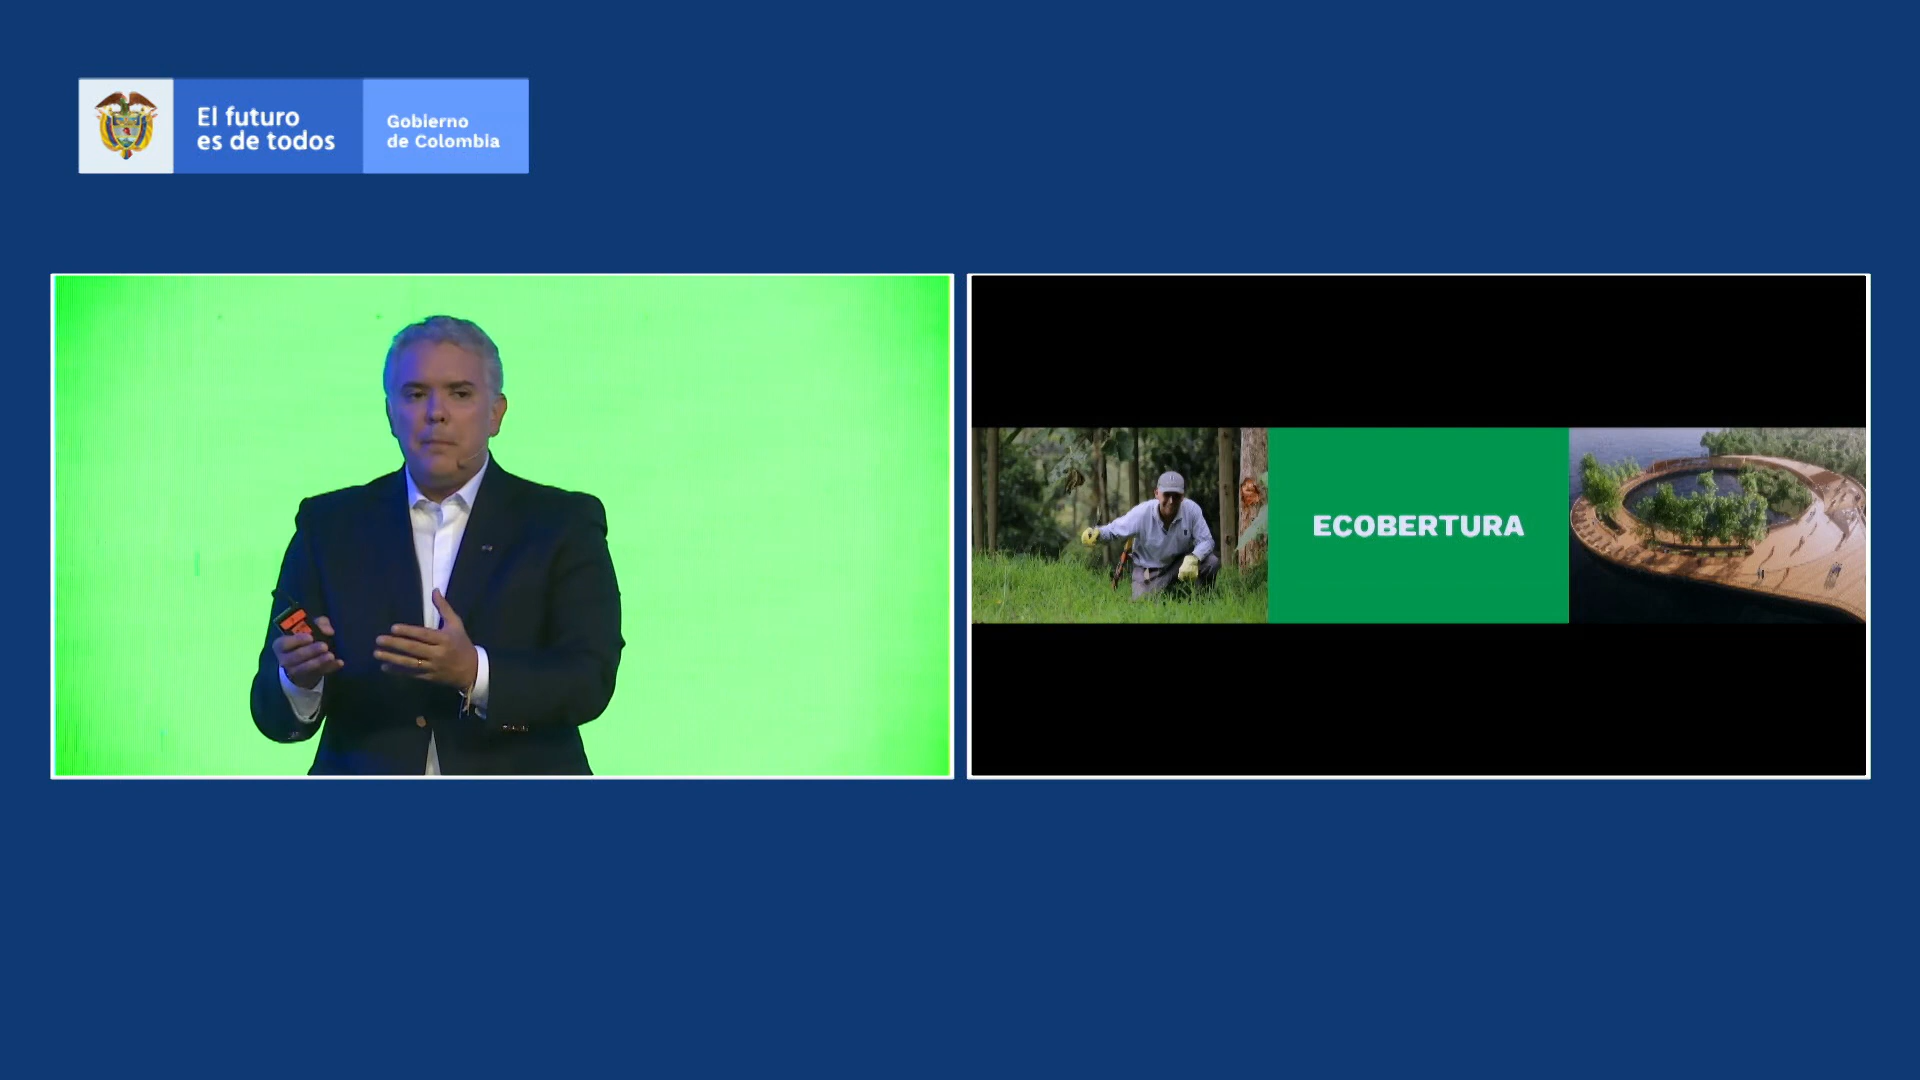 El futuro
es de todos
Gobierno
de Colombia
ECOBERTURA